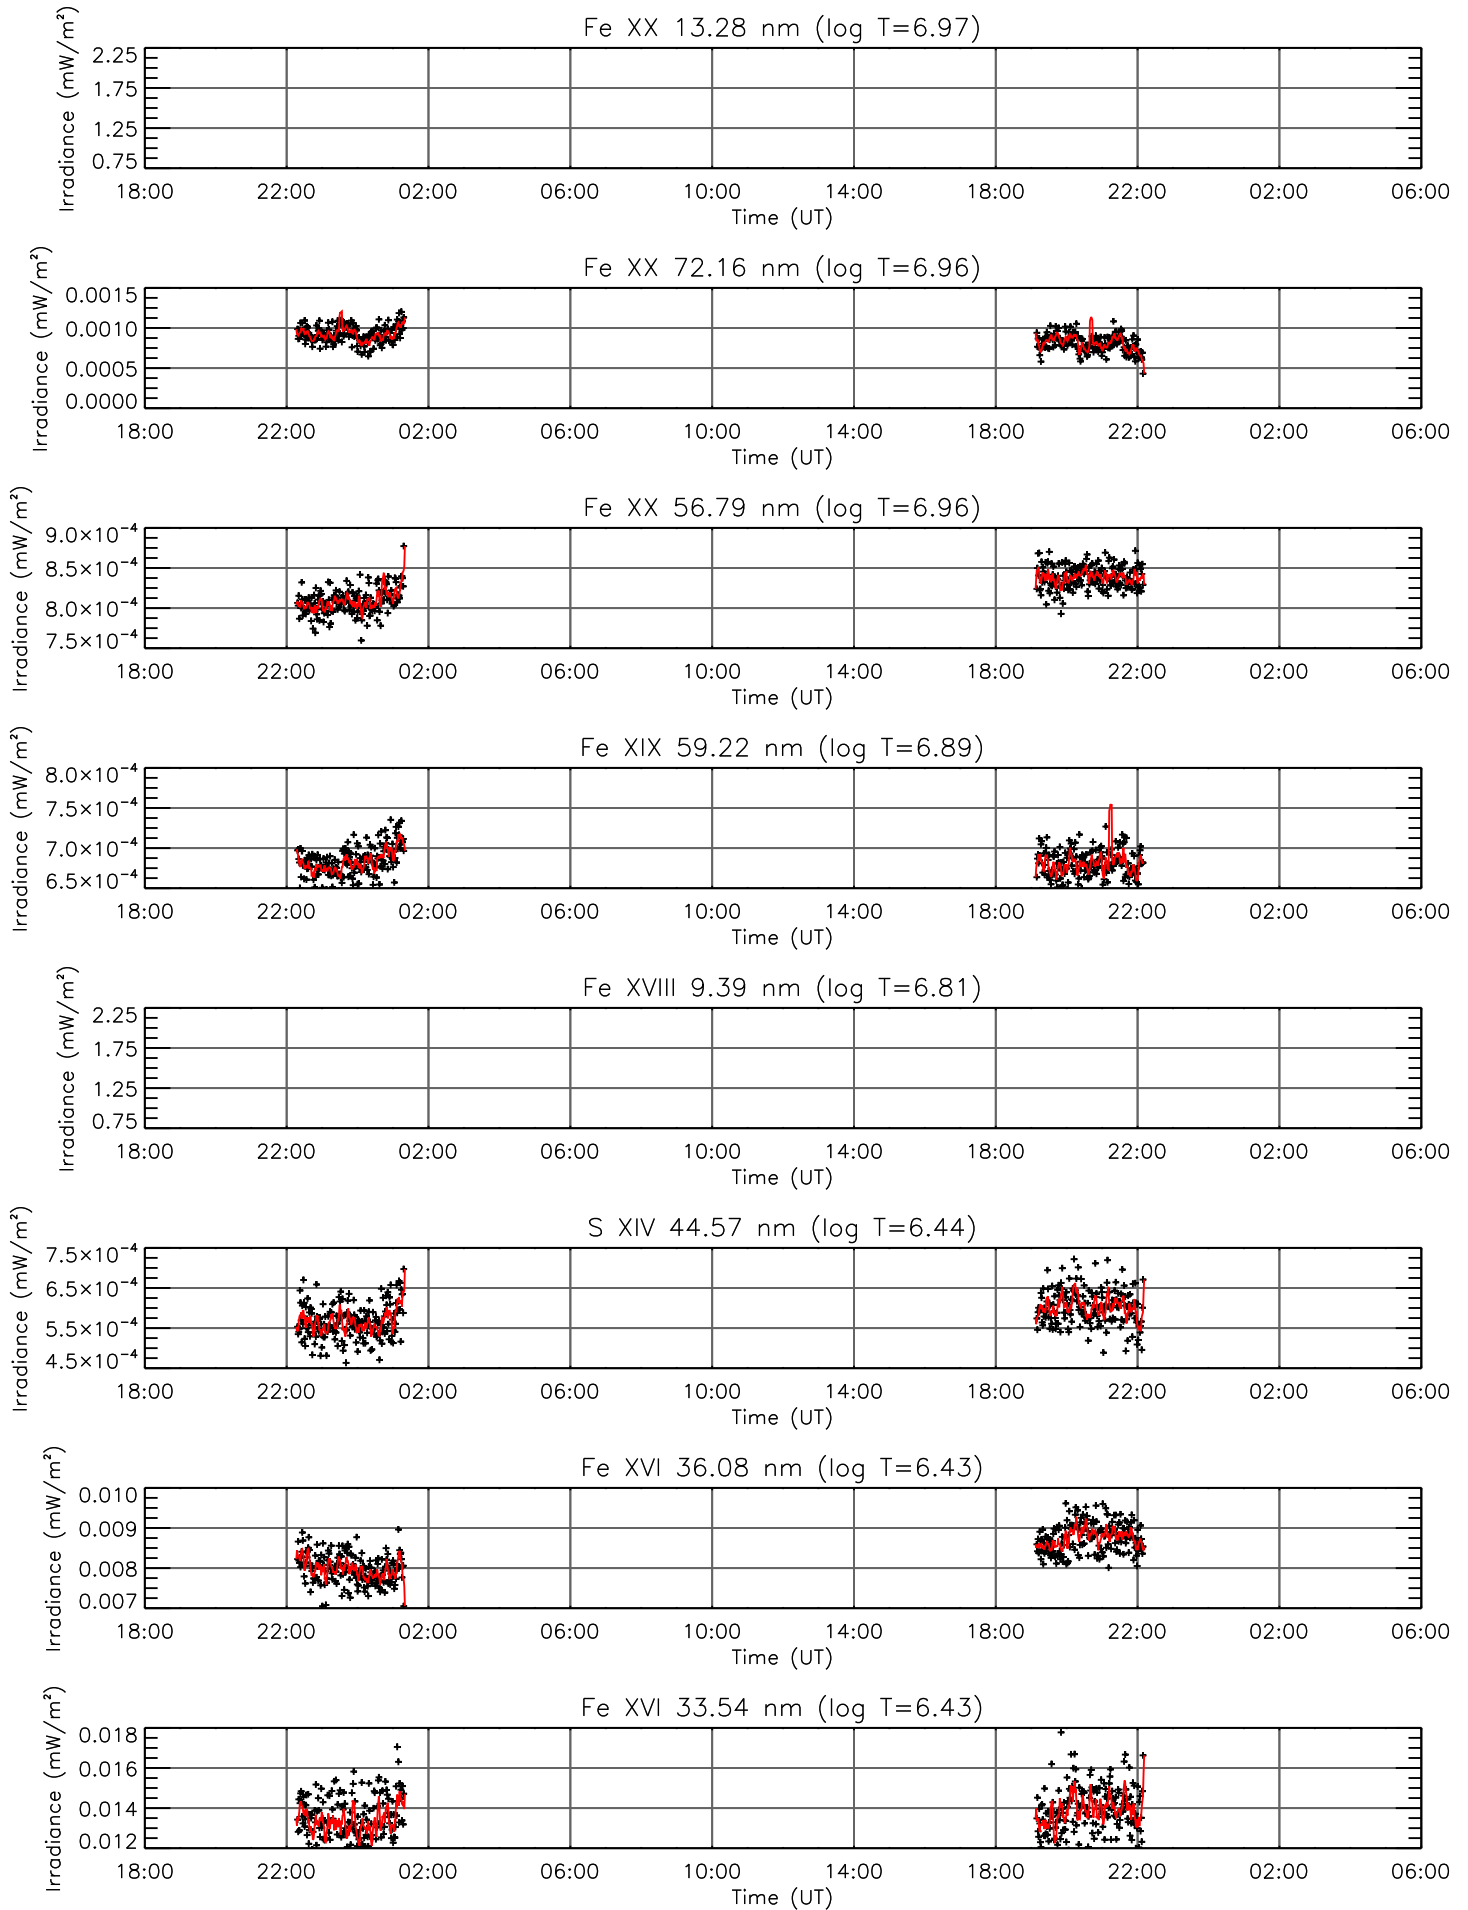 Fe XX 13.28 nm (log T=6.97)
Irradiance (mW/m²)
2.25
1.75
1.25
0.75
18:00 22:00 02:00 06:00 10:00 14:00 18:00 22:00 02:00 06:00
Time (UT)
Fe XX 72.16 nm (log T=6.96)
Irradiance (mW/m²)
0.0015
0.0010
0.0005
0.0000
18:00 22:00 02:00 06:00 10:00 14:00 18:00 22:00 02:00 06:00
Time (UT)
Fe XX 56.79 nm (log T=6.96)
Irradiance (mW/m²)
9.0×10⁻⁴
8.5×10⁻⁴
8.0×10⁻⁴
7.5×10⁻⁴
18:00 22:00 02:00 06:00 10:00 14:00 18:00 22:00 02:00 06:00
Time (UT)
Fe XIX 59.22 nm (log T=6.89)
Irradiance (mW/m²)
8.0×10⁻⁴
7.5×10⁻⁴
7.0×10⁻⁴
6.5×10⁻⁴
18:00 22:00 02:00 06:00 10:00 14:00 18:00 22:00 02:00 06:00
Time (UT)
Fe XVIII 9.39 nm (log T=6.81)
Irradiance (mW/m²)
2.25
1.75
1.25
0.75
18:00 22:00 02:00 06:00 10:00 14:00 18:00 22:00 02:00 06:00
Time (UT)
S XIV 44.57 nm (log T=6.44)
Irradiance (mW/m²)
7.5×10⁻⁴
6.5×10⁻⁴
5.5×10⁻⁴
4.5×10⁻⁴
18:00 22:00 02:00 06:00 10:00 14:00 18:00 22:00 02:00 06:00
Time (UT)
Fe XVI 36.08 nm (log T=6.43)
Irradiance (mW/m²)
0.010
0.009
0.008
0.007
18:00 22:00 02:00 06:00 10:00 14:00 18:00 22:00 02:00 06:00
Time (UT)
Fe XVI 33.54 nm (log T=6.43)
Irradiance (mW/m²)
0.018
0.016
0.014
0.012
18:00 22:00 02:00 06:00 10:00 14:00 18:00 22:00 02:00 06:00
Time (UT)